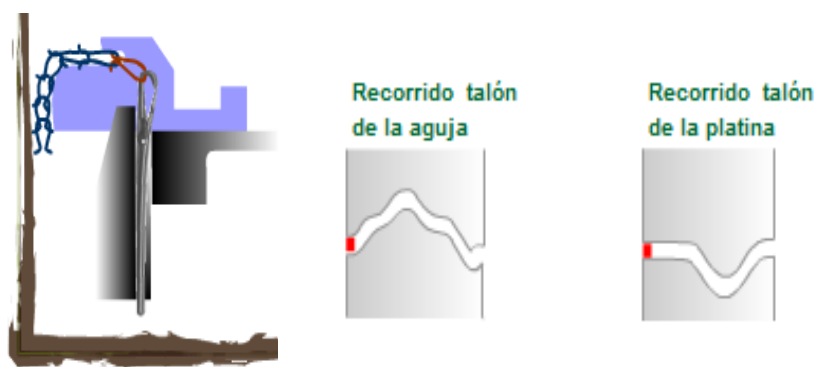 Recorrido talón
de la aguja
Recorrido talón
de la platina